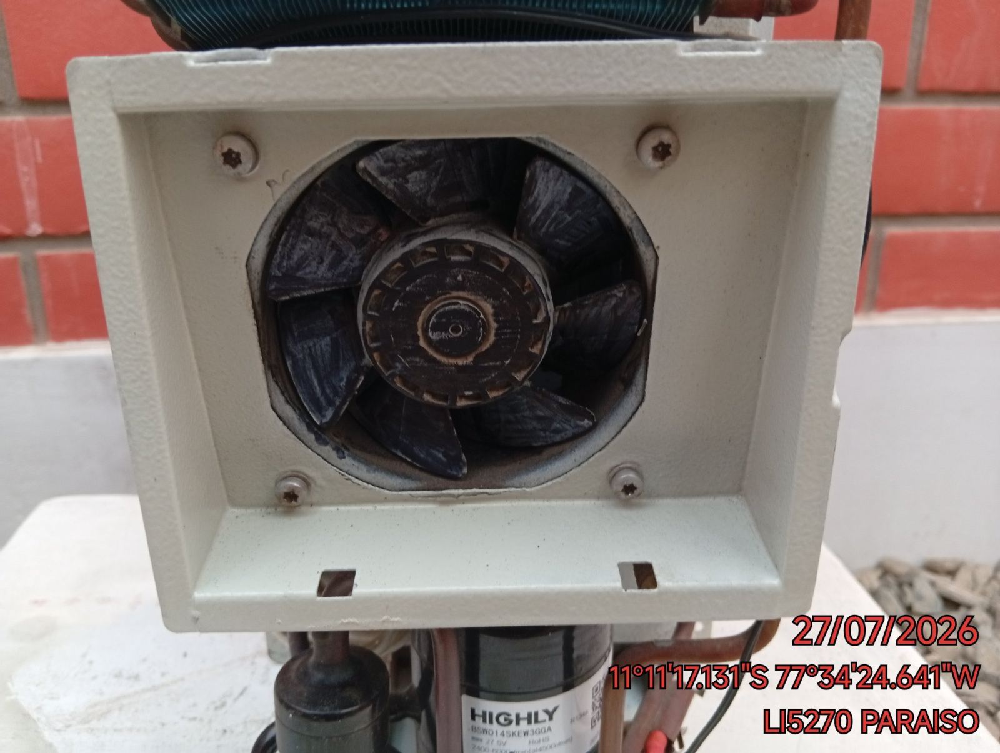 27/07/2026
11°11'17.131"S 77°34'24.641"W
LI5270 PARAISO
HIGHLY
BSW014SKEW3GGA
RoHS